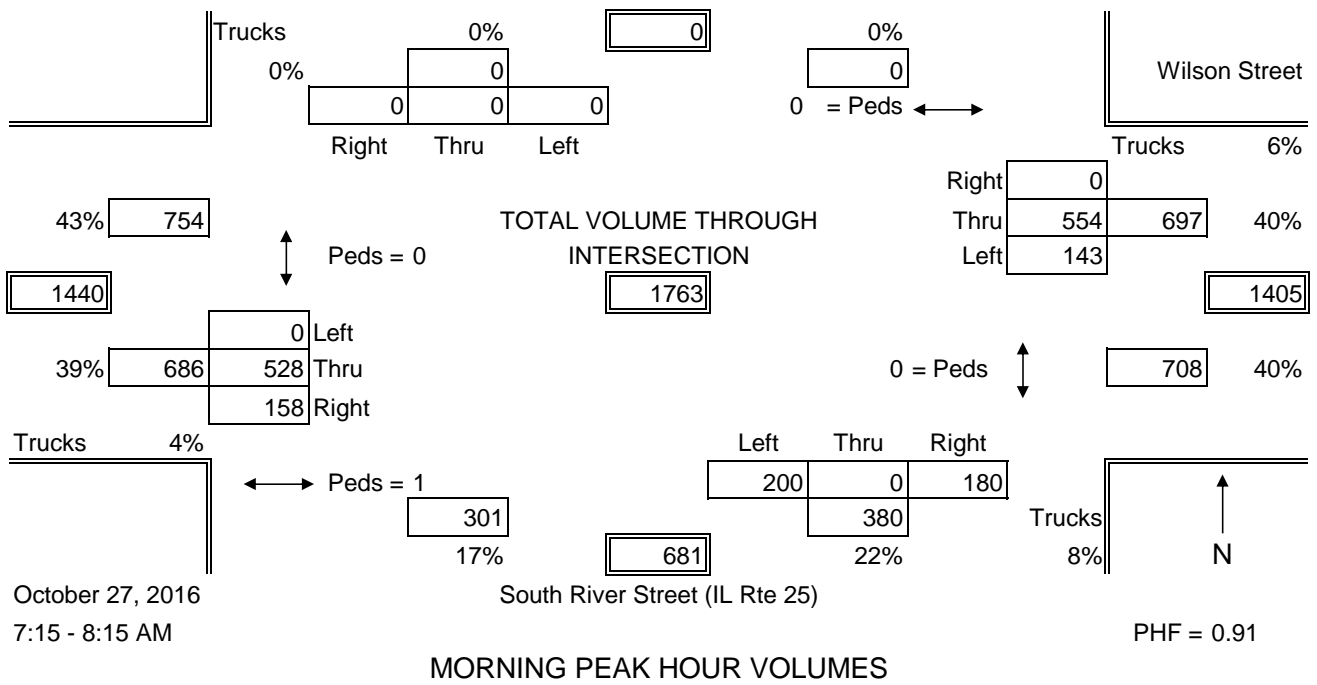 Trucks 0% 0 0%
0% 0 0 Wilson Street
0 0 0 0 = Peds
Right Thru Left Trucks 6%
Right 0
43% 754 TOTAL VOLUME THROUGH Thru 554 697 40%
Peds = 0 INTERSECTION Left 143
1440 1763 1405
0 Left
39% 686 528 Thru 0 = Peds 708 40%
158 Right
Trucks 4% Left Thru Right
Peds = 1 200 0 180
301 380 Trucks
17% 681 22% 8% N
October 27, 2016 South River Street (IL Rte 25)
7:15 - 8:15 AM PHF = 0.91
MORNING PEAK HOUR VOLUMES